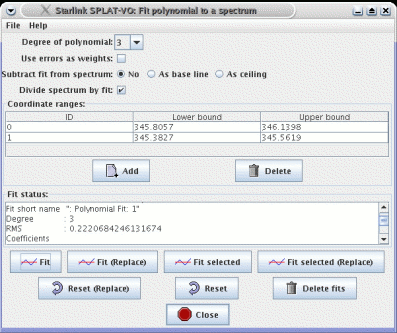 Starlink SPLAT-VO: Fit polynomial to a spectrum
File Help
Degree of polynomial: 3
Use errors as weights:
Subtract fit from spectrum: No As base line As ceiling
Divide spectrum by fit:
Coordinate ranges:
ID Lower bound Upper bound
0 345.8057 346.1398
1 345.3827 345.5619
Add Delete
Fit status:
Fit short name ": Polynomial Fit: 1"
Degree : 3
RMS : 0.2220684246131674
Coefficients
Fit Fit (Replace) Fit selected Fit selected (Replace)
Reset (Replace) Reset Delete fits
Close